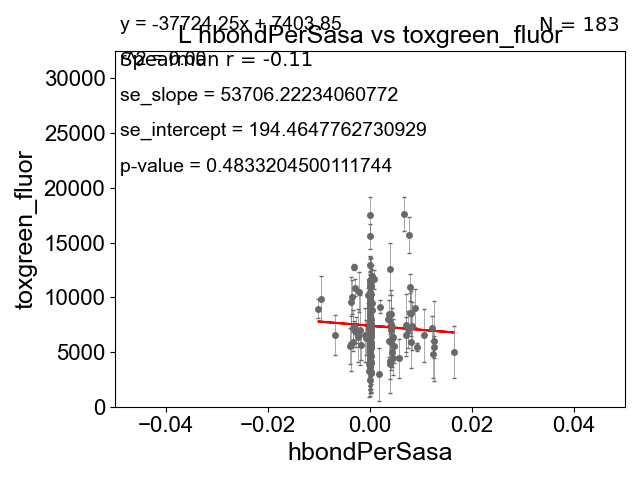 y = -37724.25x + 7403.85
N = 183
L hbondPerSasa vs toxgreen_fluor
Spearman r = -0.11
r^2 = 0.00
se_slope = 53706.22234060772
se_intercept = 194.4647762730929
p-value = 0.4833204500111744
30000
25000
20000
15000
10000
5000
0
toxgreen_fluor
−0.04
−0.02
0.00
0.02
0.04
hbondPerSasa